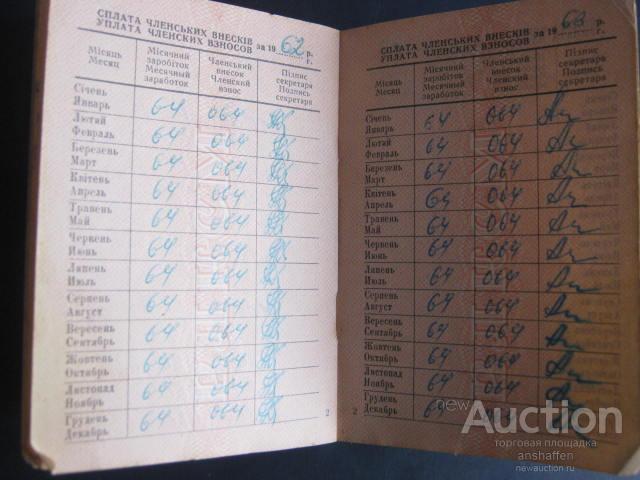 СПЛАТА ЧЛЕНСЬКИХ ВНЕСКІВ
УПЛАТА ЧЛЕНСКИХ ВЗНОСОВ за 1962 р.
г.
Місяць
Месяц
Місячний
заробіток
Месячный
заработок
Членський
внесок
Членский
взнос
Підпис
секретаря
Подпись
секретаря
Січень
Январь 64 064
Лютий
Февраль 64 064
Березень
Март 64 064
Квітень
Апрель 64 064
Травень
Май 64 064
Червень
Июнь 64 064
Липень
Июль 64 064
Серпень
Август 64 064
Вересень
Сентябрь 64 064
Жовтень
Октябрь 64 064
Листопад
Ноябрь 64 064
Грудень
Декабрь 64 064
2
СПЛАТА ЧЛЕНСЬКИХ ВНЕСКІВ
УПЛАТА ЧЛЕНСКИХ ВЗНОСОВ за 1963 р.
г.
Місяць
Месяц
Місячний
заробіток
Месячный
заработок
Членський
внесок
Членский
взнос
Підпис
секретаря
Подпись
секретаря
Січень
Январь 64 064
Лютий
Февраль 64 064
Березень
Март 64 064
Квітень
Апрель 64 064
Травень
Май 64 064
Червень
Июнь 64 064
Липень
Июль 64 064
Серпень
Август 64 064
Вересень
Сентябрь 64 064
Жовтень
Октябрь 64 064
Листопад
Ноябрь 64 064
Грудень
Декабрь 64
2
newAuction
торговая площадка
anshaffen
newauction.ru